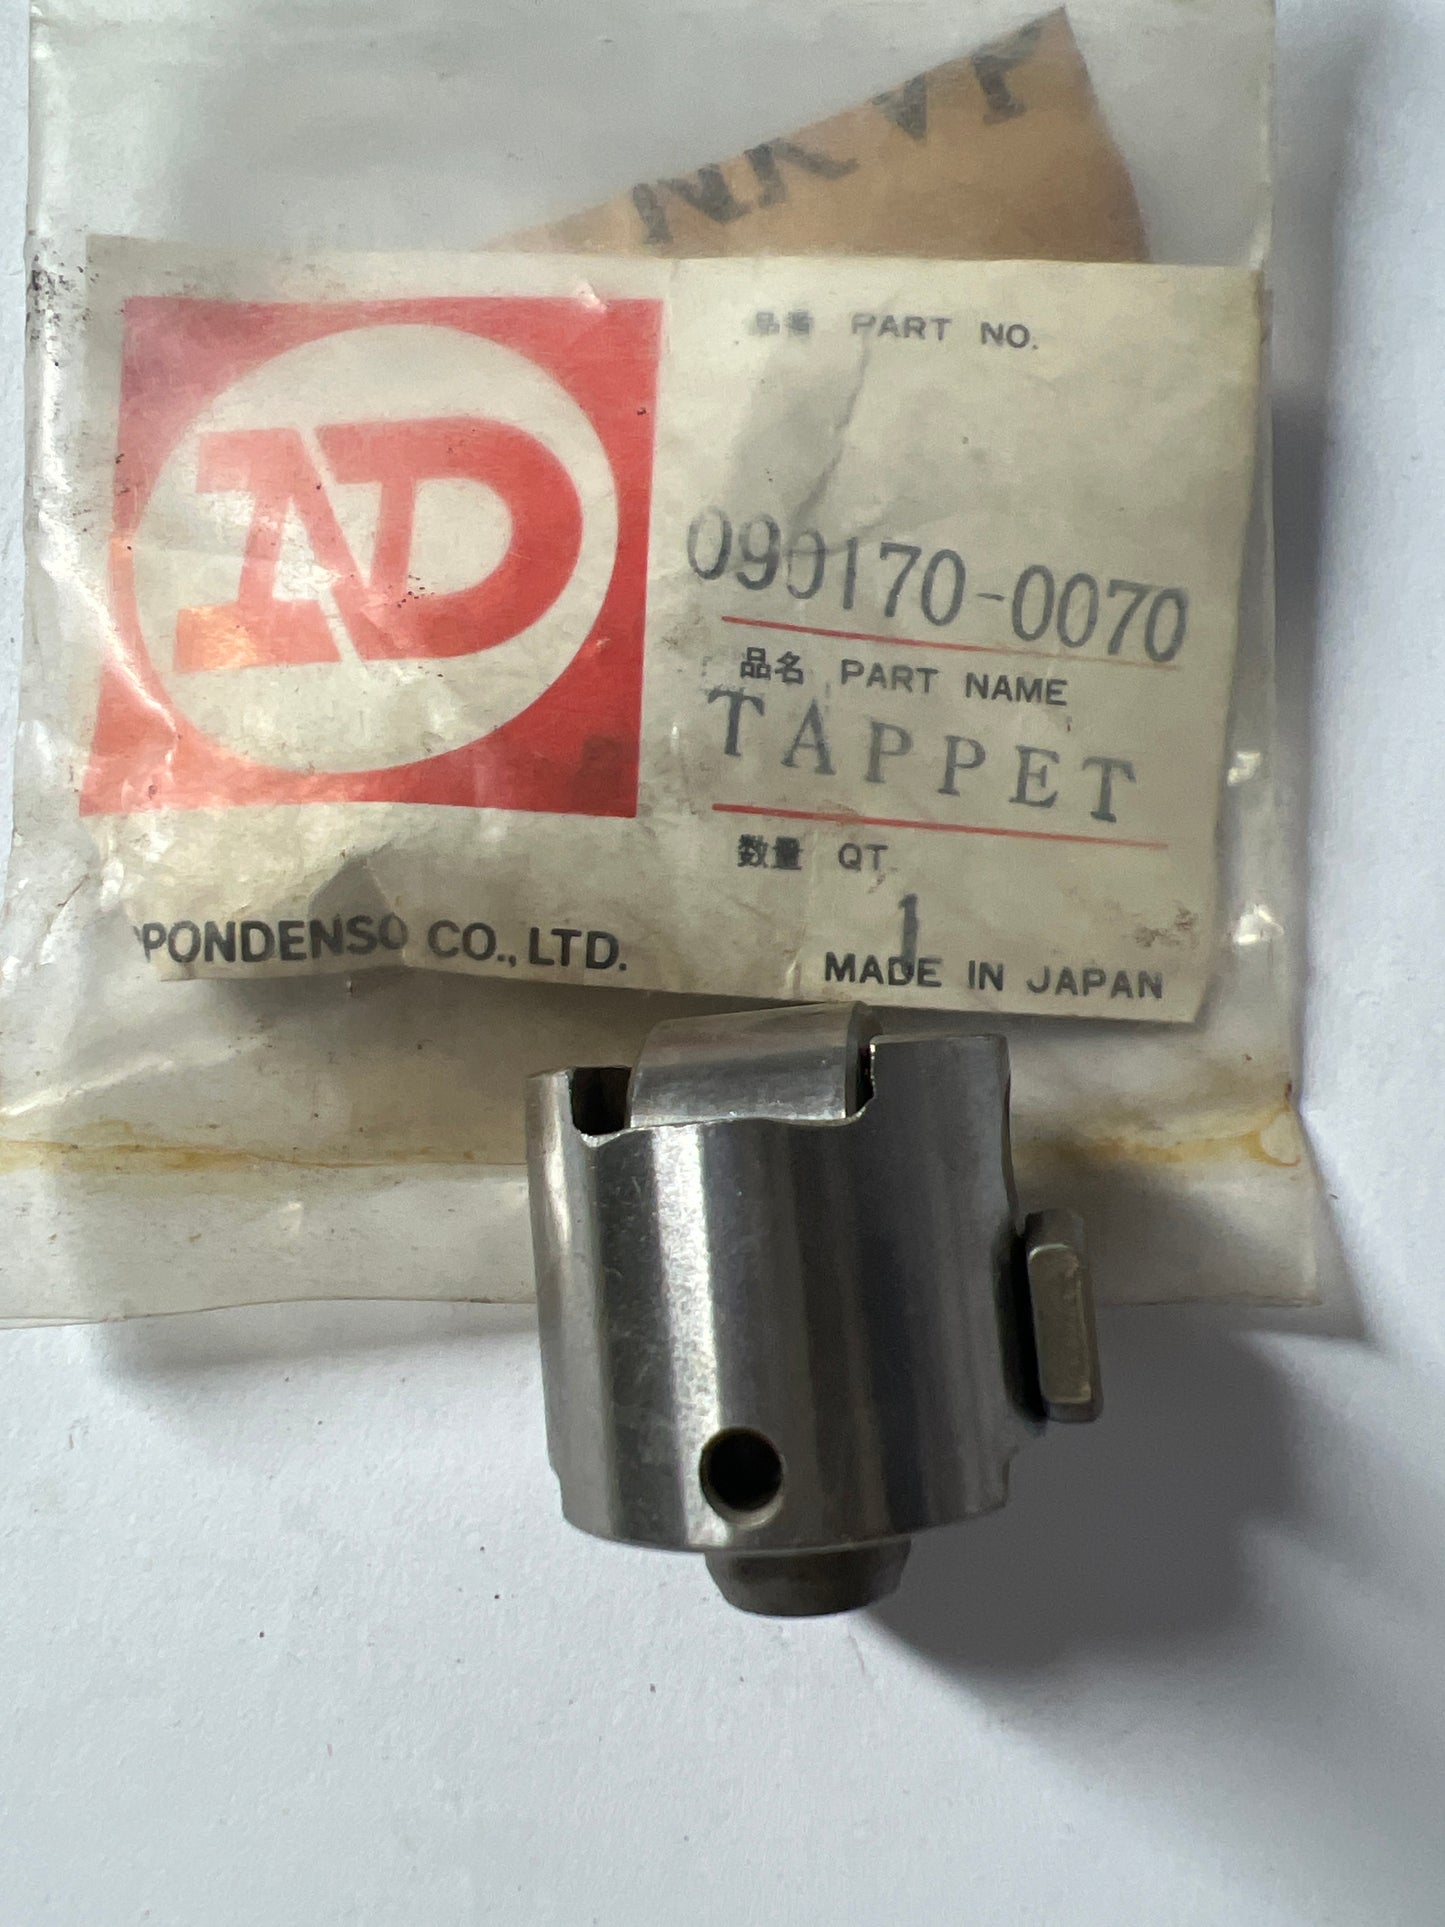 品番 PART NO.
090170-0070
品名 PART NAME
TAPPET
数量 QT.
1
PONDENSO CO., LTD.
MADE IN JAPAN
ND